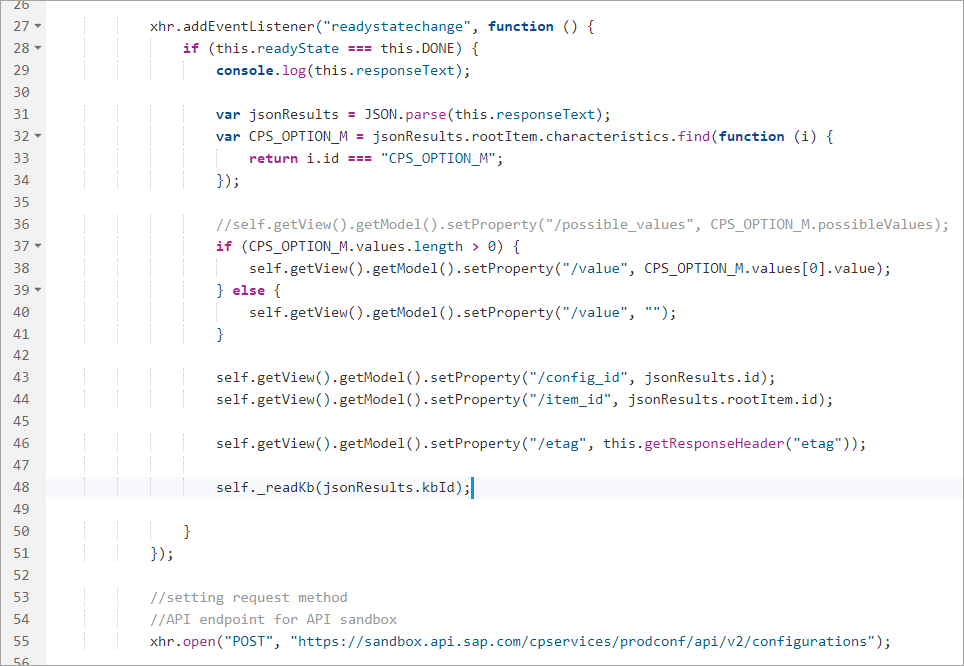 26
27 xhr.addEventListener("readystatechange", function () {
28 if (this.readyState === this.DONE) {
29 console.log(this.responseText);
30
31 var jsonResults = JSON.parse(this.responseText);
32 var CPS_OPTION_M = jsonResults.rootItem.characteristics.find(function (i) {
33 return i.id === "CPS_OPTION_M";
34 });
35
36 //self.getView().getModel().setProperty("/possible_values", CPS_OPTION_M.possibleValues);
37 if (CPS_OPTION_M.values.length > 0) {
38 self.getView().getModel().setProperty("/value", CPS_OPTION_M.values[0].value);
39 } else {
40 self.getView().getModel().setProperty("/value", "");
41 }
42
43 self.getView().getModel().setProperty("/config_id", jsonResults.id);
44 self.getView().getModel().setProperty("/item_id", jsonResults.rootItem.id);
45
46 self.getView().getModel().setProperty("/etag", this.getResponseHeader("etag"));
47
48 self._readKb(jsonResults.kbId);
49
50 }
51 });
52
53 //setting request method
54 //API endpoint for API sandbox
55 xhr.open("POST", "https://sandbox.api.sap.com/cpservices/prodconf/api/v2/configurations");
56